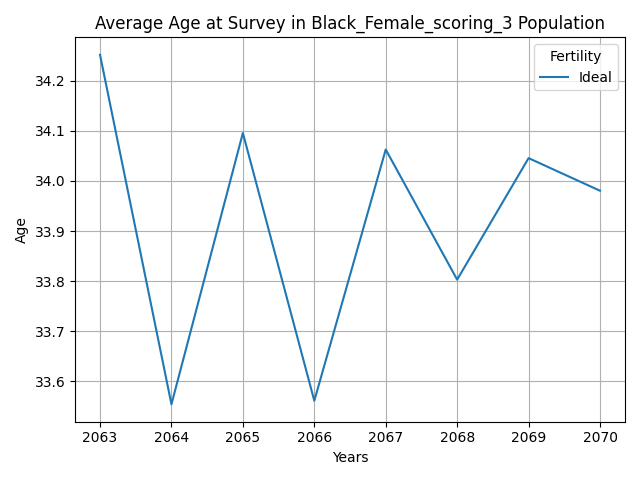 Average Age at Survey in Black_Female_scoring_3 Population
Fertility
Ideal
Age
34.2
34.1
34.0
33.9
33.8
33.7
33.6
2063 2064 2065 2066 2067 2068 2069 2070
Years